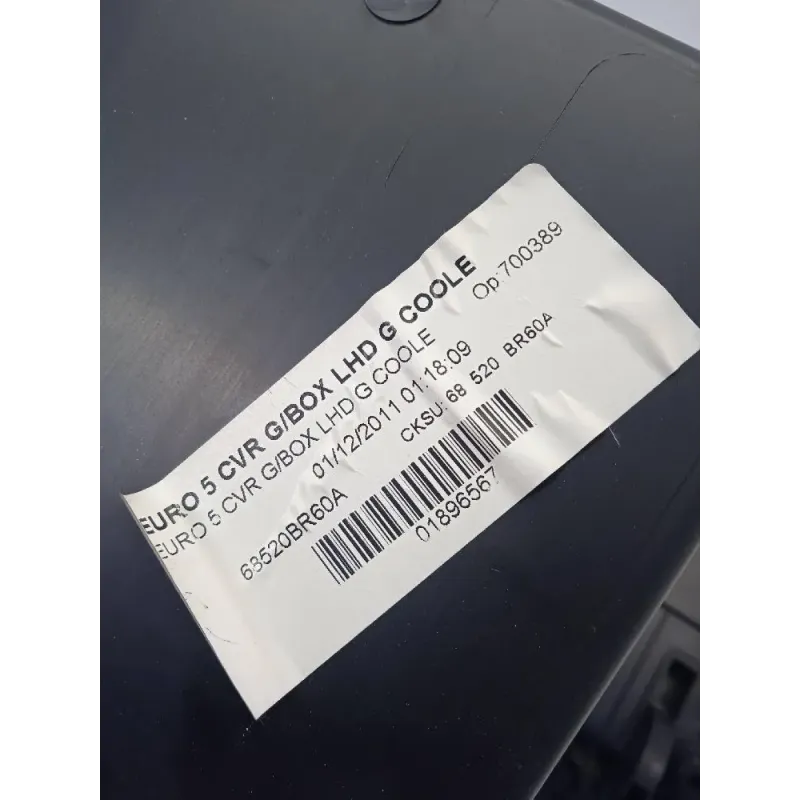 EURO 5 CVR G/BOX LHD G COOLE
EURO 5 CVR G/BOX LHD G COOLE
01/12/2011 01:18:09
Op:700389
68520BR60A
CKSU: 68 520 BR60A
01896567